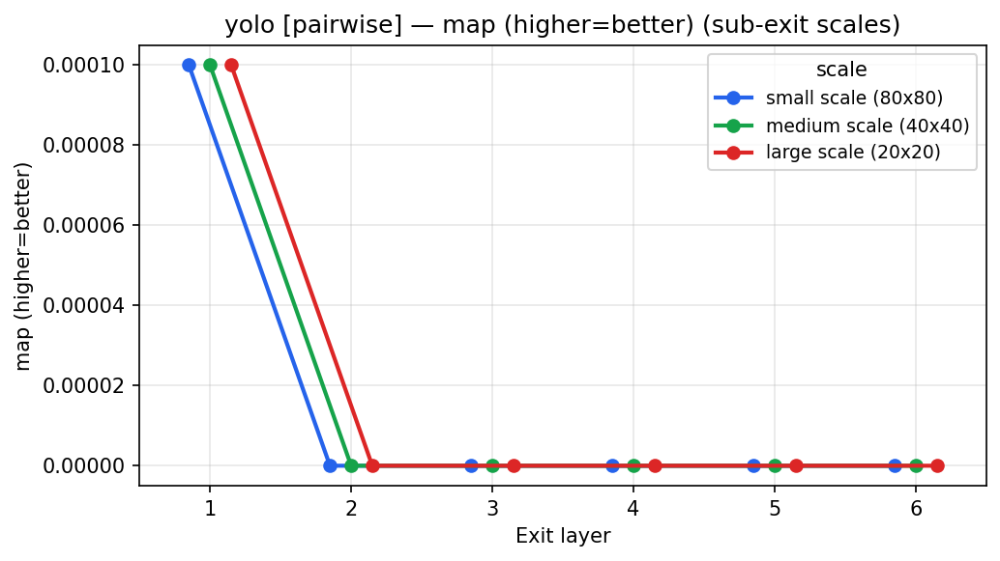 yolo [pairwise] — map (higher=better) (sub-exit scales)
map (higher=better)
0.00010
0.00008
0.00006
0.00004
0.00002
0.00000
scale
small scale (80x80)
medium scale (40x40)
large scale (20x20)
1 2 3 4 5 6
Exit layer